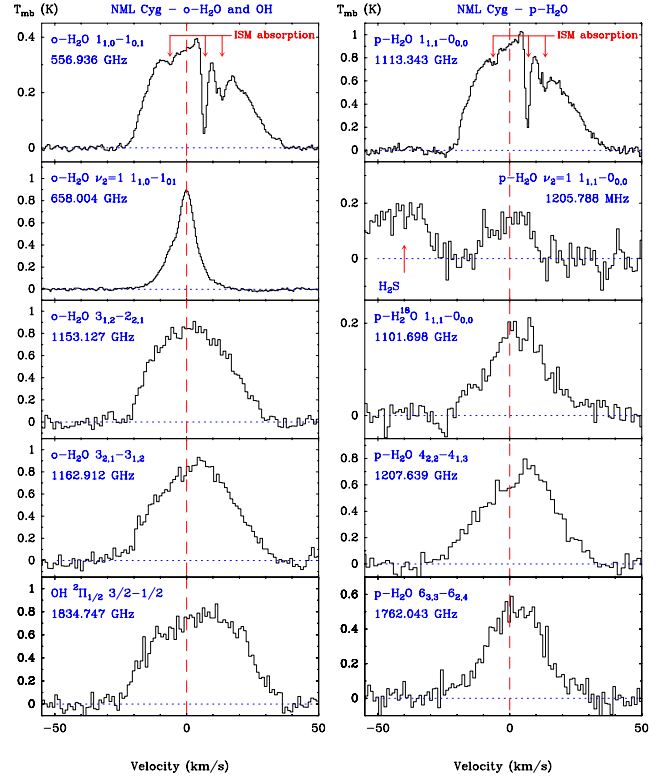 T_mb (K) NML Cyg – o–H₂O and OH
o–H₂O 1₁,₀–1₀,₁
556.936 GHz
ISM absorption
0.4
0.2
0
o–H₂O ν₂=1 1₁,₀–1₀₁
658.004 GHz
1
0.8
0.6
0.4
0.2
0
o–H₂O 3₁,₂–2₂,₁
1153.127 GHz
1
0.8
0.6
0.4
0.2
0
o–H₂O 3₂,₁–3₁,₂
1162.912 GHz
1
0.8
0.6
0.4
0.2
0
OH ²Π₁/₂ 3/2–1/2
1834.747 GHz
1
0.8
0.6
0.4
0.2
0
−50 0 50
Velocity (km/s)
T_mb (K) NML Cyg – p–H₂O
p–H₂O 1₁,₁–0₀,₀
1113.343 GHz
ISM absorption
1
0.8
0.6
0.4
0.2
0
p–H₂O ν₂=1 1₁,₁–0₀,₀
1205.788 MHz
H₂S
0.2
0
p–H₂¹⁸O 1₁,₁–0₀,₀
1101.698 GHz
0.2
0
p–H₂O 4₂,₂–4₁,₃
1207.639 GHz
1
0.8
0.6
0.4
0.2
0
p–H₂O 6₃,₃–6₂,₄
1762.043 GHz
0.6
0.4
0.2
0
−50 0 50
Velocity (km/s)